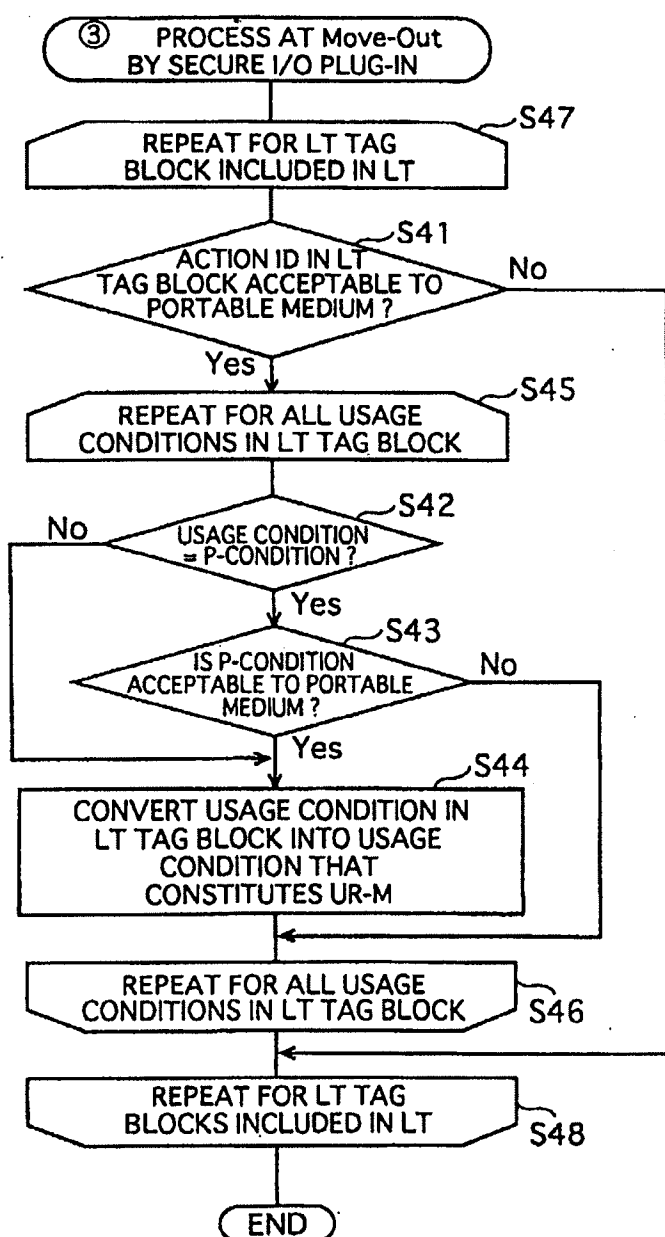 ③ PROCESS AT Move-Out
BY SECURE I/O PLUG-IN
S47
REPEAT FOR LT TAG
BLOCK INCLUDED IN LT
S41
ACTION ID IN LT
TAG BLOCK ACCEPTABLE TO
PORTABLE MEDIUM ?
No
Yes
S45
REPEAT FOR ALL USAGE
CONDITIONS IN LT TAG BLOCK
S42
No
USAGE CONDITION
= P-CONDITION ?
Yes
S43
IS P-CONDITION
ACCEPTABLE TO PORTABLE
MEDIUM ?
No
Yes
S44
CONVERT USAGE CONDITION IN
LT TAG BLOCK INTO USAGE
CONDITION THAT
CONSTITUTES UR-M
REPEAT FOR ALL USAGE
CONDITIONS IN LT TAG BLOCK
S46
REPEAT FOR LT TAG
BLOCKS INCLUDED IN LT
S48
END